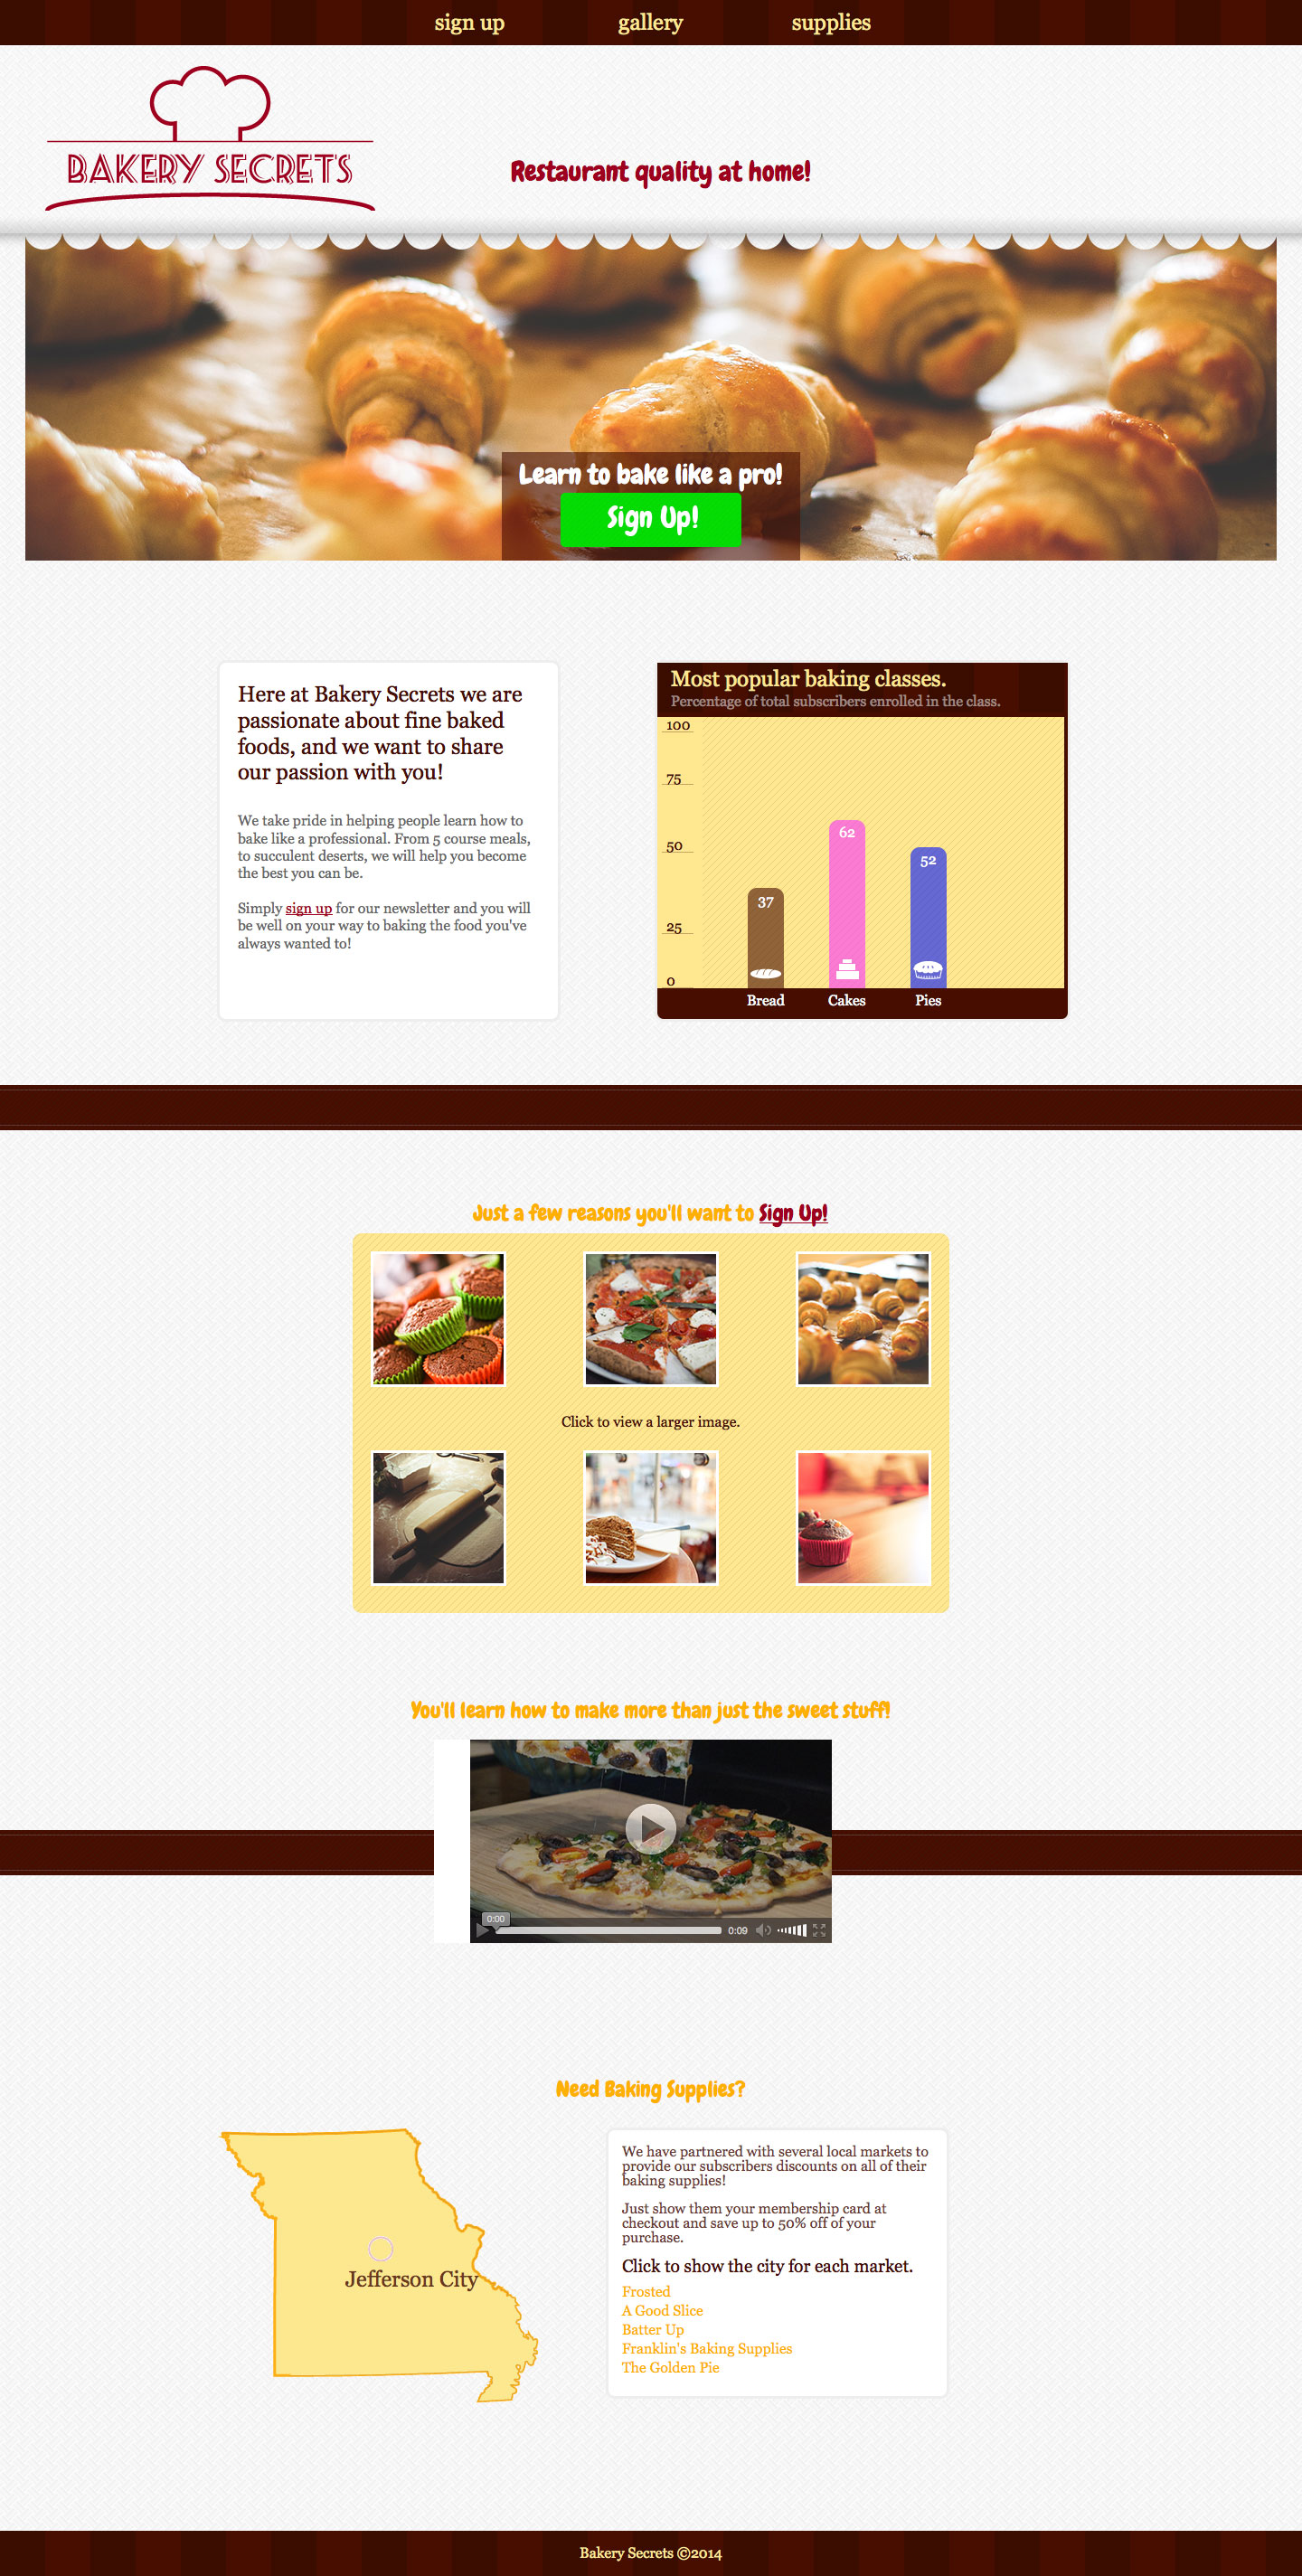 sign up gallery supplies
BAKERY SECRETS
Restaurant quality at home!
Learn to bake like a pro!
Sign Up!
Here at Bakery Secrets we are
passionate about fine baked
foods, and we want to share
our passion with you!
We take pride in helping people learn how to
bake like a professional. From 5 course meals,
to succulent deserts, we will help you become
the best you can be.
Simply sign up for our newsletter and you will
be well on your way to baking the food you've
always wanted to!
Most popular baking classes.
Percentage of total subscribers enrolled in the class.
100
75
50
25
0
37
62
52
Bread Cakes Pies
Just a few reasons you'll want to Sign Up!
Click to view a larger image.
You'll learn how to make more than just the sweet stuff!
0:00
0:09
Need Baking Supplies?
Jefferson City
We have partnered with several local markets to
provide our subscribers discounts on all of their
baking supplies!
Just show them your membership card at
checkout and save up to 50% off of your
purchase.
Click to show the city for each market.
Frosted
A Good Slice
Batter Up
Franklin's Baking Supplies
The Golden Pie
Bakery Secrets ©2014